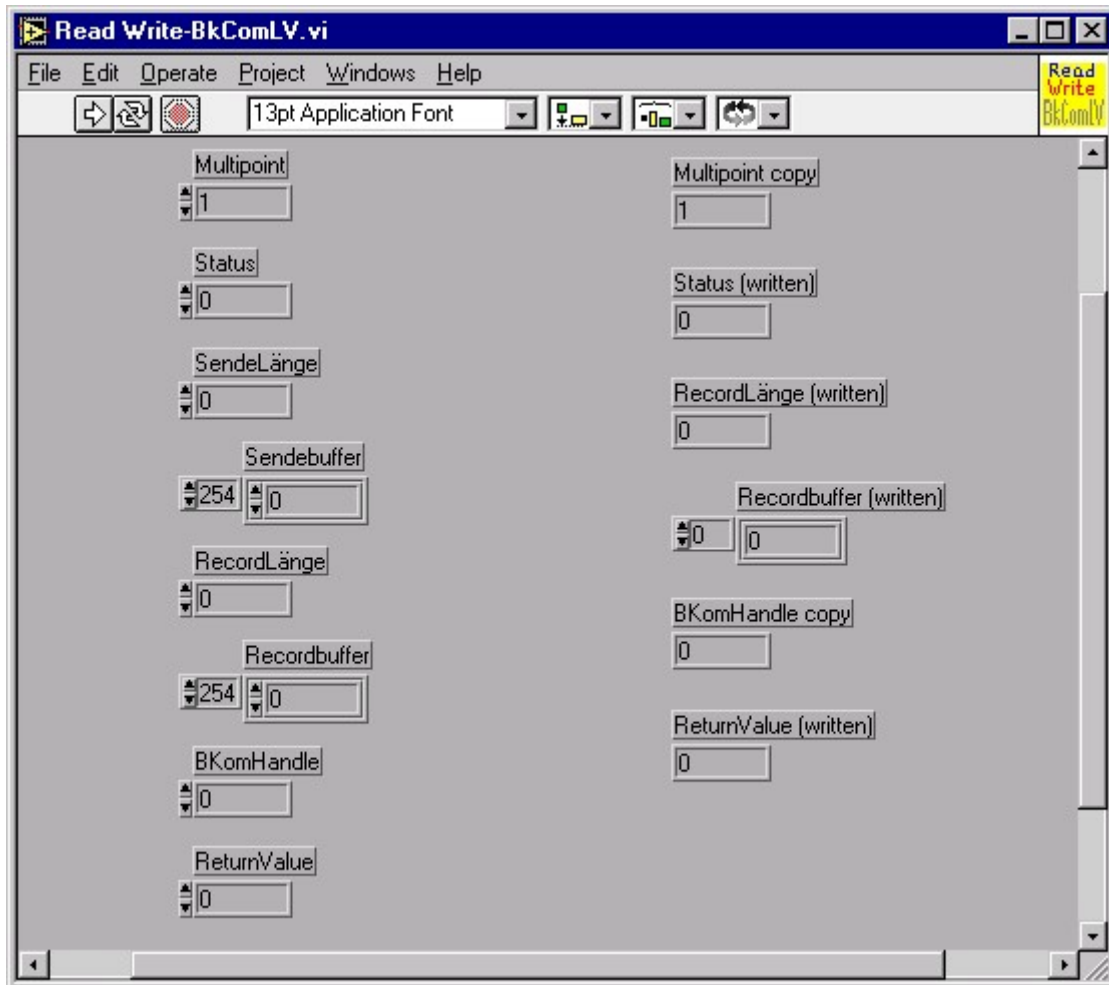 Read Write-BkComLV.vi
File Edit Operate Project Windows Help
Read
Write
BkComLV
13pt Application Font
Multipoint
1
Status
0
SendeLänge
0
Sendebuffer
254 0
RecordLänge
0
Recordbuffer
254 0
BKomHandle
0
ReturnValue
0
Multipoint copy
1
Status (written)
0
RecordLänge (written)
0
Recordbuffer (written)
0 0
BKomHandle copy
0
ReturnValue (written)
0